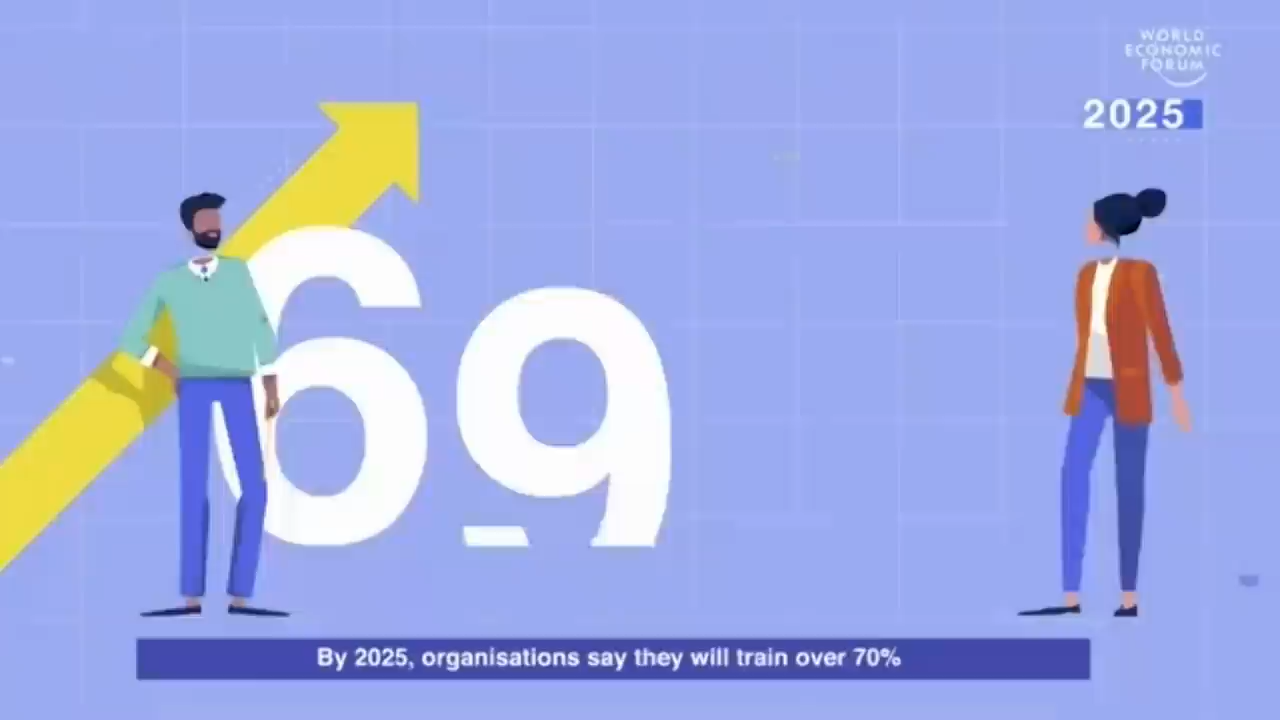 WORLD
ECONOMIC
FORUM
2025
69
By 2025, organisations say they will train over 70%